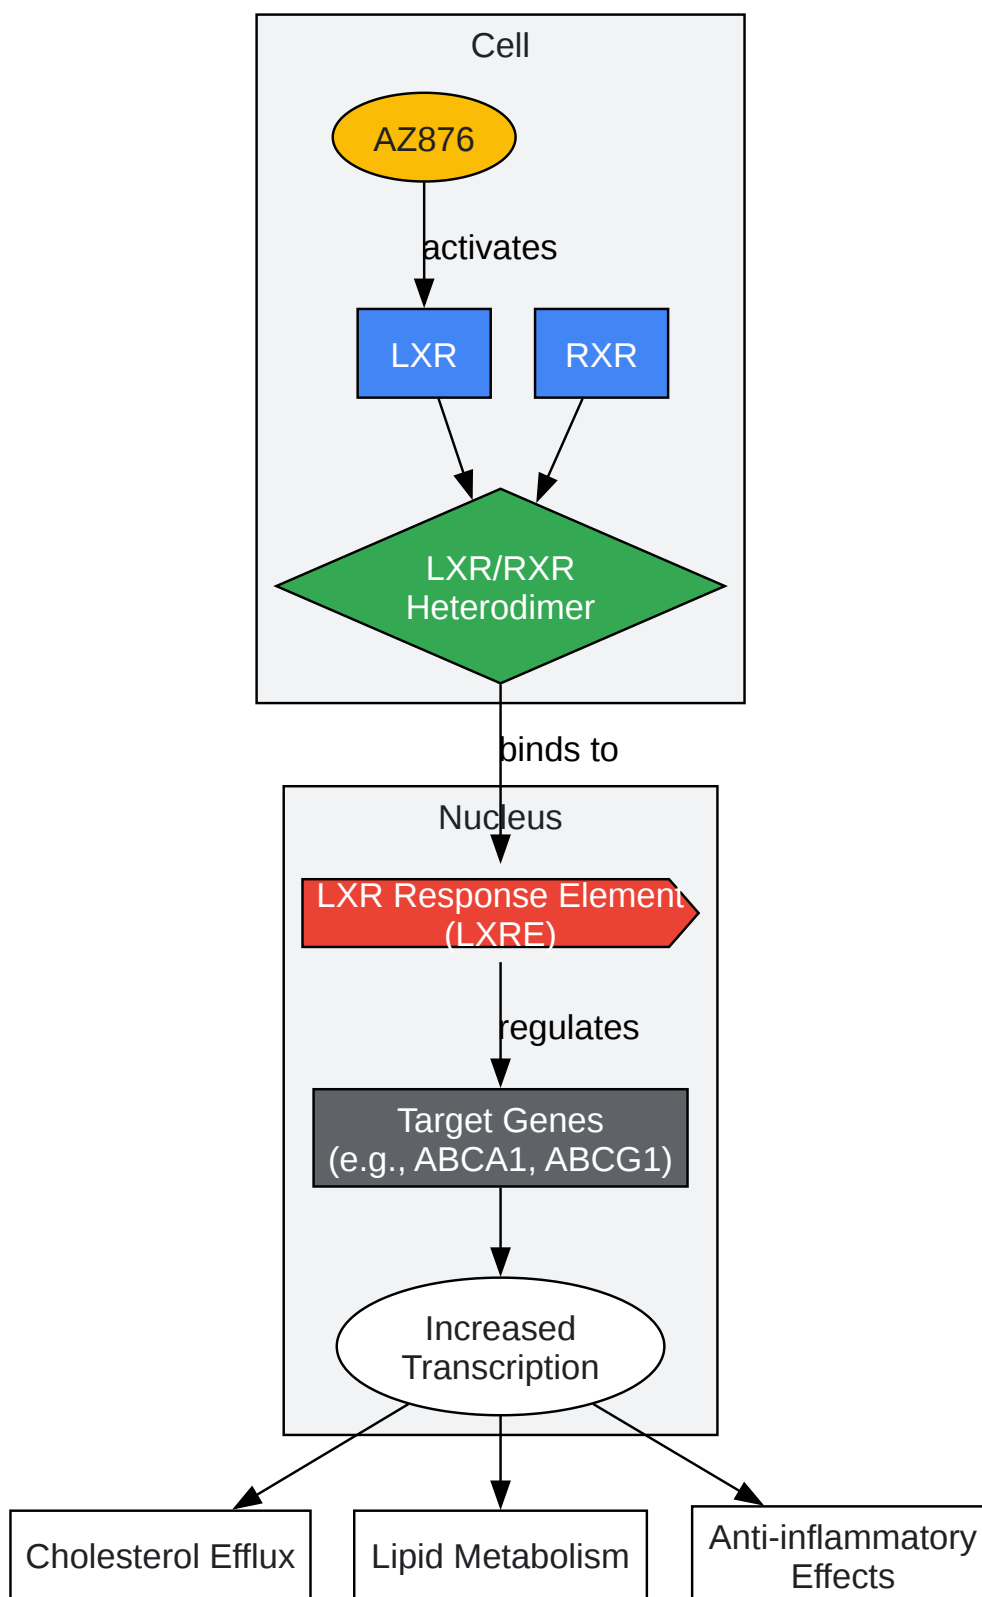 Cell
AZ876
activates
LXR
RXR
LXR/RXR
Heterodimer
binds to
Nucleus
LXR Response Element
(LXRE)
regulates
Target Genes
(e.g., ABCA1, ABCG1)
Increased
Transcription
Cholesterol Efflux
Lipid Metabolism
Anti-inflammatory
Effects